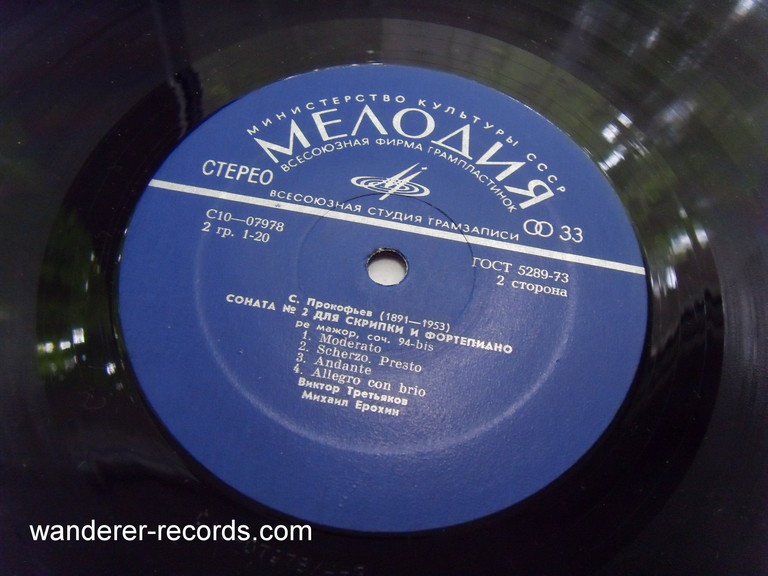 МИНИСТЕРСТВО КУЛЬТУРЫ СССР
МЕЛОДИЯ
ВСЕСОЮЗНАЯ ФИРМА ГРАМПЛАСТИНОК
СТЕРЕО
ВСЕСОЮЗНАЯ СТУДИЯ ГРАМЗАПИСИ
33
С10—07978
2 гр. 1-20
ГОСТ 5289-73
2 сторона
С. Прокофьев (1891—1953)
СОНАТА № 2 ДЛЯ СКРИПКИ И ФОРТЕПИАНО
ре мажор, соч. 94-bis
1. Moderato
2. Scherzo. Presto
3. Andante
4. Allegro con brio
Виктор Третьяков
Михаил Ерохин
wanderer-records.com